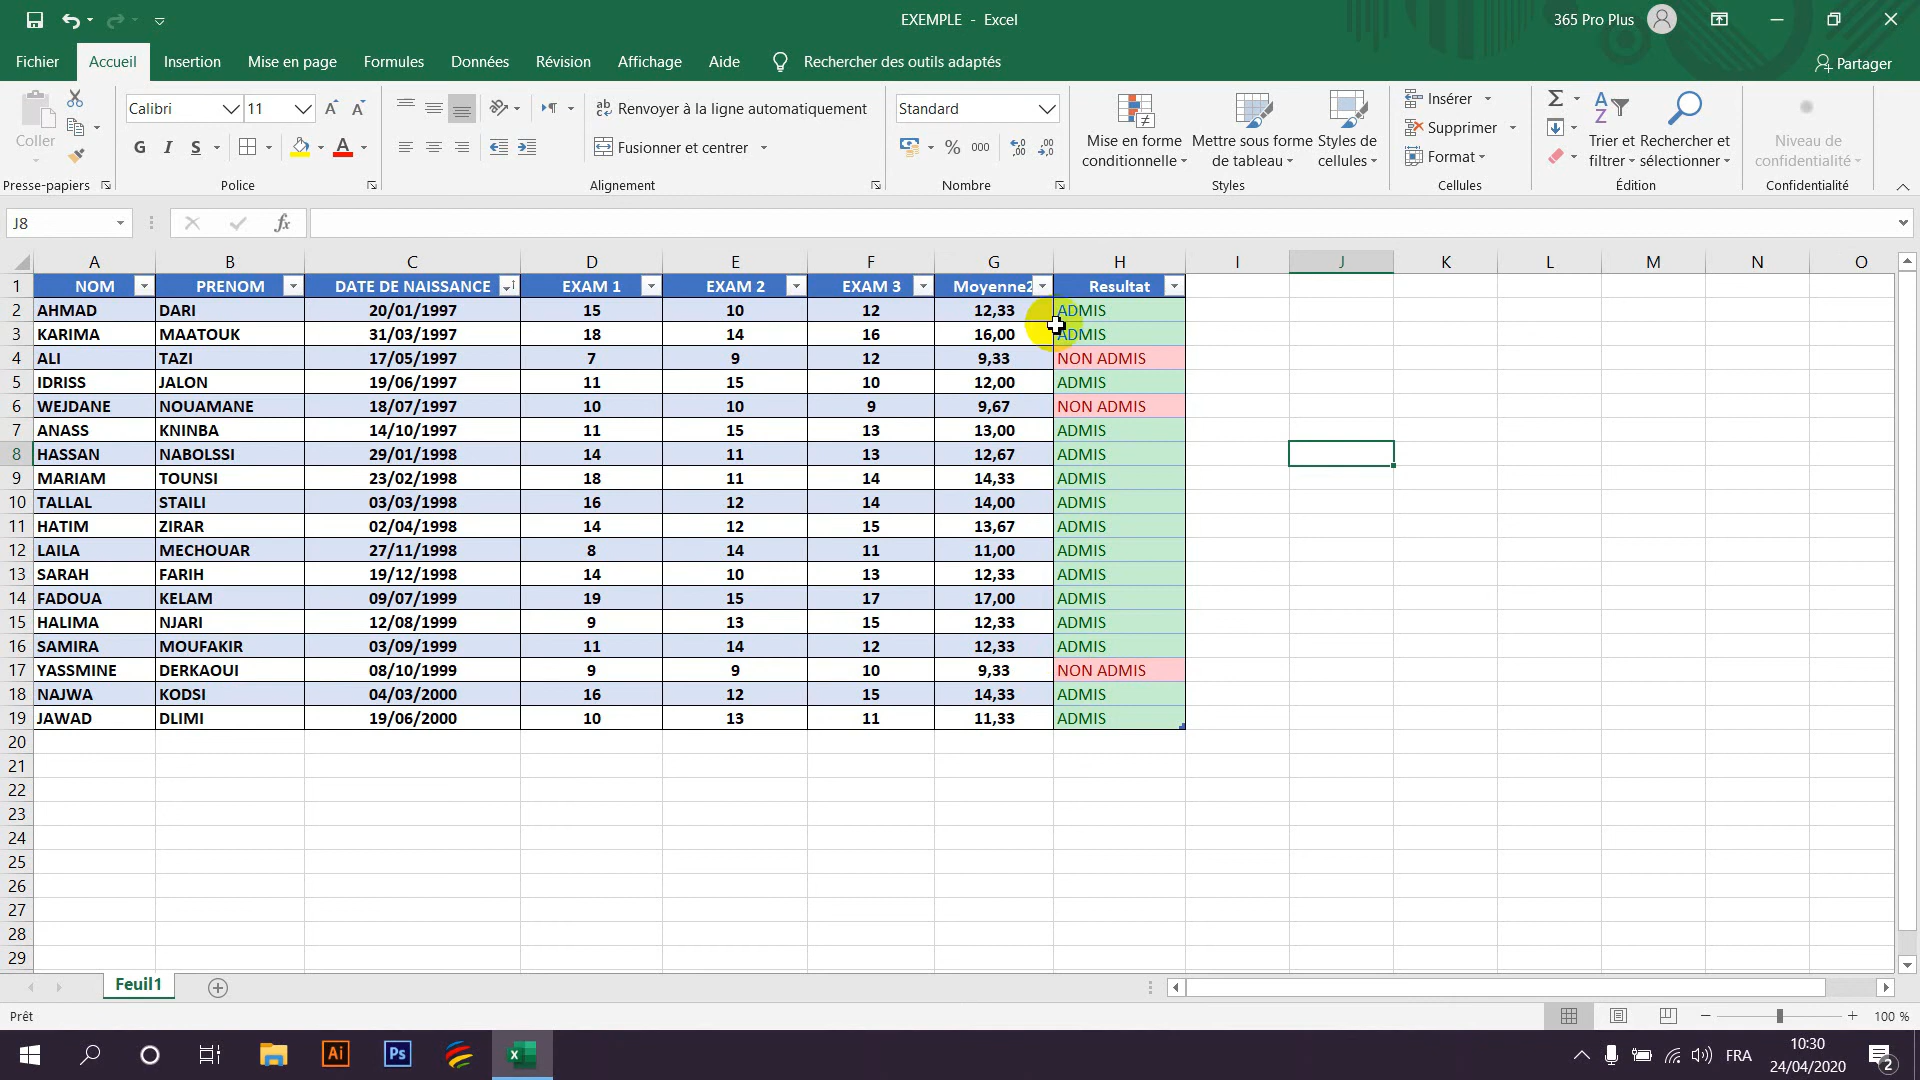 EXEMPLE - Excel
365 Pro Plus
Fichier Accueil Insertion Mise en page Formules Données Révision Affichage Aide Rechercher des outils adaptés Partager
Coller
Presse-papiers
Calibri 11
G I S
Police
Renvoyer à la ligne automatiquement
Fusionner et centrer
Alignement
Standard
% 000
Nombre
Mise en forme conditionnelle
Mettre sous forme de tableau
Styles de cellules
Styles
Insérer
Supprimer
Format
Cellules
Trier et filtrer
Rechercher et sélectionner
Édition
Niveau de confidentialité
Confidentialité
J8 fx
A B C D E F G H I J K L M N O
1 NOM PRENOM DATE DE NAISSANCE EXAM 1 EXAM 2 EXAM 3 Moyenne2 Resultat
2 AHMAD DARI 20/01/1997 15 10 12 12,33 ADMIS
3 KARIMA MAATOUK 31/03/1997 18 14 16 16,00 ADMIS
4 ALI TAZI 17/05/1997 7 9 12 9,33 NON ADMIS
5 IDRISS JALON 19/06/1997 11 15 10 12,00 ADMIS
6 WEJDANE NOUAMANE 18/07/1997 10 10 9 9,67 NON ADMIS
7 ANASS KNINBA 14/10/1997 11 15 13 13,00 ADMIS
8 HASSAN NABOLSSI 29/01/1998 14 11 13 12,67 ADMIS
9 MARIAM TOUNSI 23/02/1998 18 11 14 14,33 ADMIS
10 TALLAL STAILI 03/03/1998 16 12 14 14,00 ADMIS
11 HATIM ZIRAR 02/04/1998 14 12 15 13,67 ADMIS
12 LAILA MECHOUAR 27/11/1998 8 14 11 11,00 ADMIS
13 SARAH FARIH 19/12/1998 14 10 13 12,33 ADMIS
14 FADOUA KELAM 09/07/1999 19 15 17 17,00 ADMIS
15 HALIMA NJARI 12/08/1999 9 13 15 12,33 ADMIS
16 SAMIRA MOUFAKIR 03/09/1999 11 14 12 12,33 ADMIS
17 YASSMINE DERKAOUI 08/10/1999 9 9 10 9,33 NON ADMIS
18 NAJWA KODSI 04/03/2000 16 12 15 14,33 ADMIS
19 JAWAD DLIMI 19/06/2000 10 13 11 11,33 ADMIS
20
21
22
23
24
25
26
27
28
29
Feuil1
Prêt
100 %
Ai Ps
FRA
10:30
24/04/2020
2